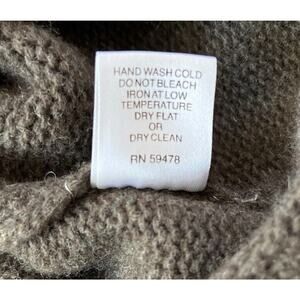 HAND WASH COLD
DO NOT BLEACH
IRON AT LOW
TEMPERATURE
DRY FLAT
OR
DRY CLEAN
RN 59478